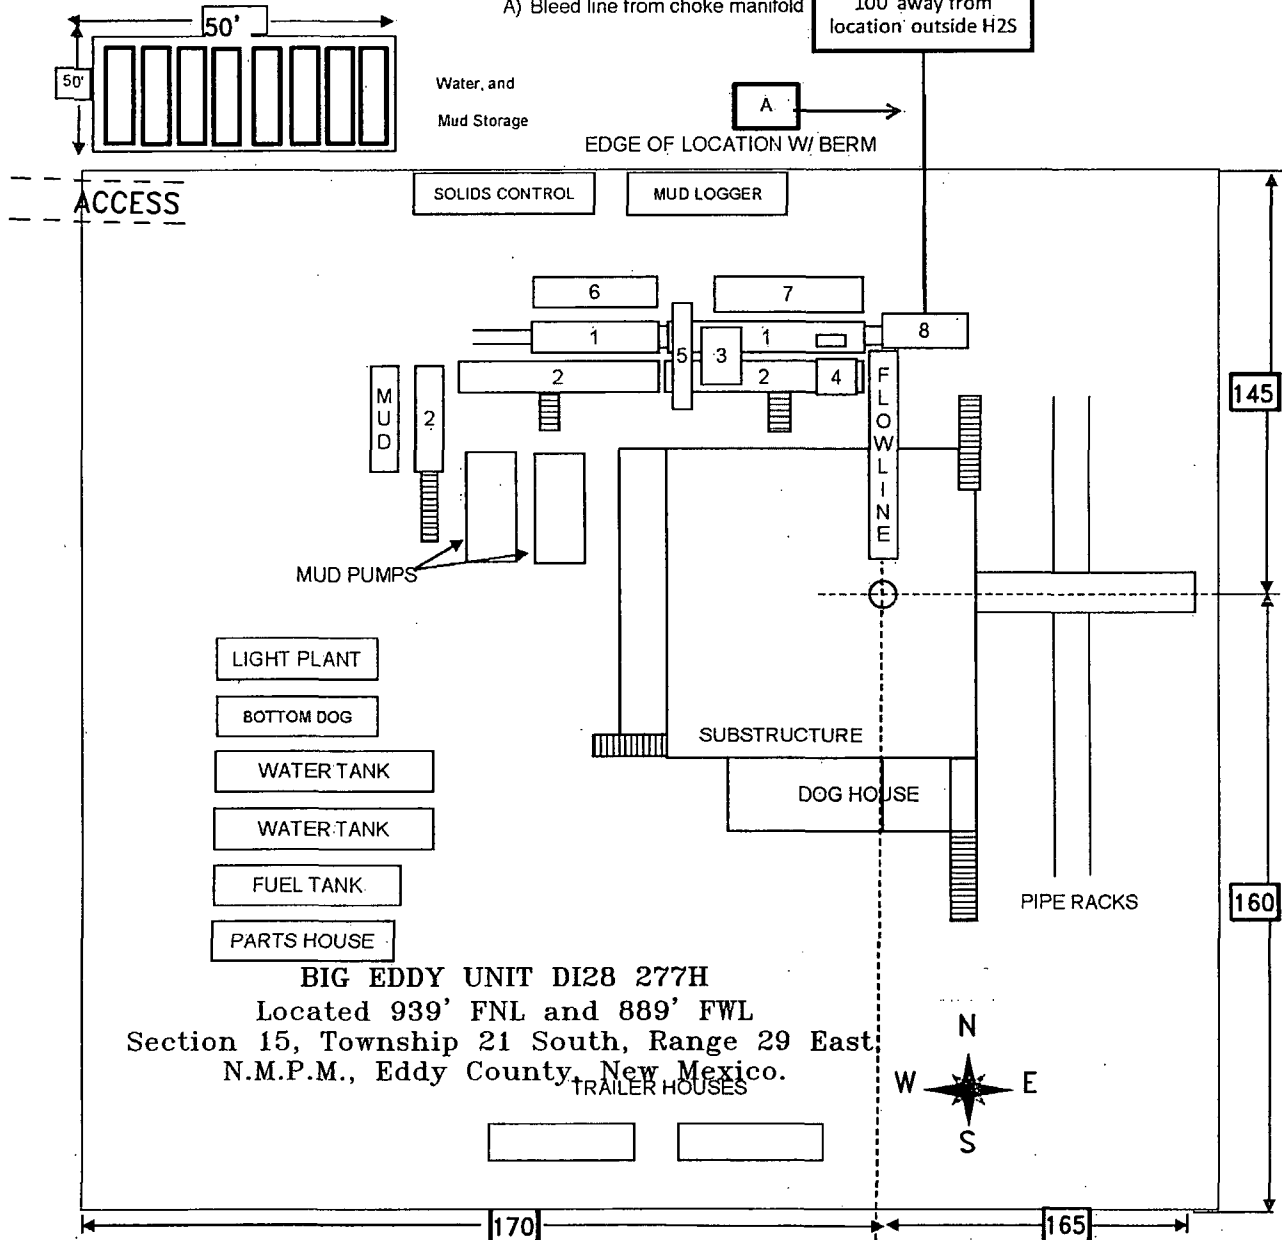 A) Bleed line from choke manifold
100' away from
location outside H2S
50'
50'
Water, and
Mud Storage
A
EDGE OF LOCATION W/ BERM
ACCESS
SOLIDS CONTROL
MUD LOGGER
6
7
1
1
8
5
3
2
2
4
MUD
2
FLOWLINE
145
MUD PUMPS
LIGHT PLANT
BOTTOM DOG
WATER TANK
WATER TANK
FUEL TANK
PARTS HOUSE
SUBSTRUCTURE
DOG HOUSE
PIPE RACKS
160
BIG EDDY UNIT DI28 277H
Located 939' FNL and 889' FWL
Section 15, Township 21 South, Range 29 East
N.M.P.M., Eddy County, New Mexico.
TRAILER HOUSES
N
W
E
S
170
165